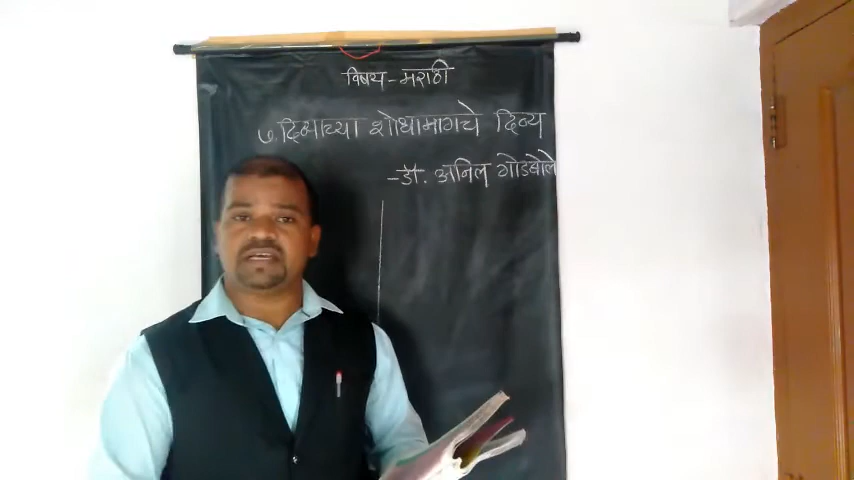 विषय - मराठी
७. दिव्याच्या शोधामागचे दिव्य
- डॉ. अनिल गोडबोले